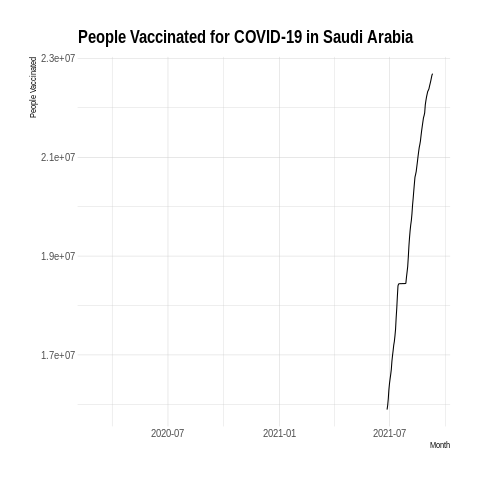 People Vaccinated for COVID-19 in Saudi Arabia
People Vaccinated
2.3e+07
2.1e+07
1.9e+07
1.7e+07
2020-07
2021-01
2021-07
Month